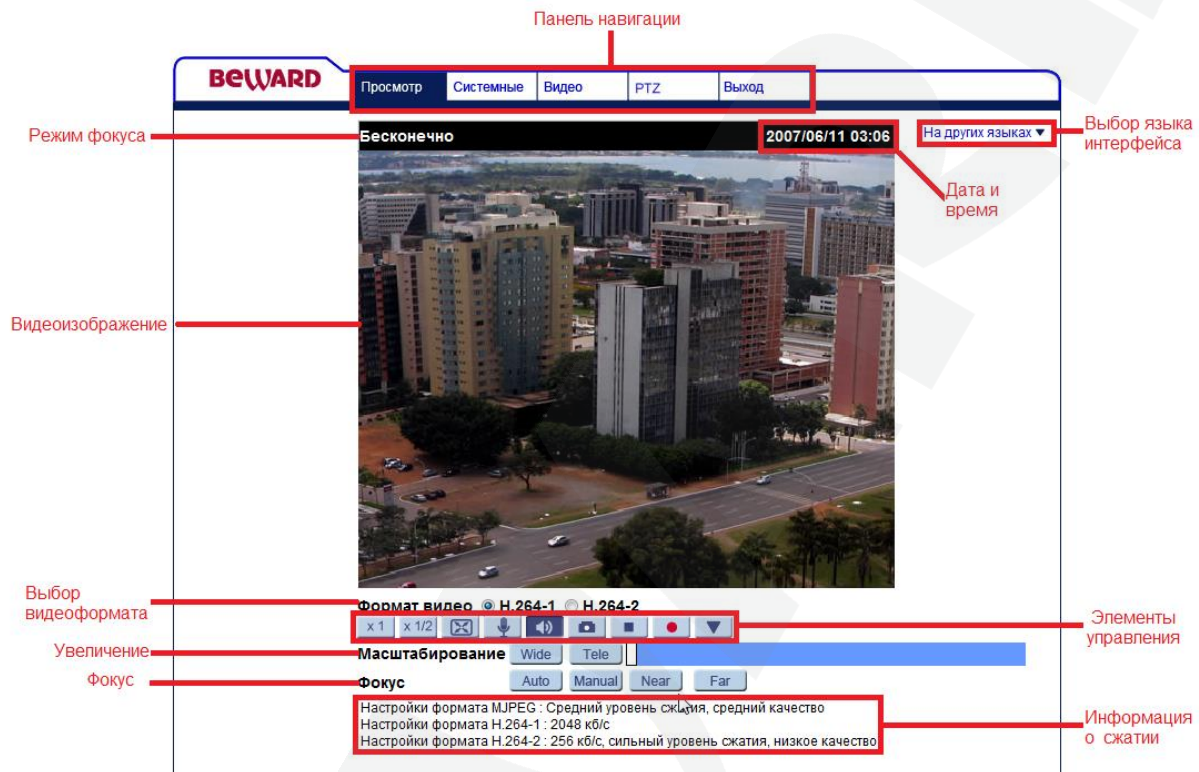 Панель навигации
BEWARD
Просмотр Системные Видео PTZ Выход
Режим фокуса
Бесконечно 2007/06/11 03:06
На других языках ▼
Выбор языка
интерфейса
Дата и
время
Видеоизображение
Выбор
видеоформата
Формат видео H.264-1 H.264-2
x 1 x 1/2
Элементы
управления
Увеличение
Масштабирование Wide Tele
Фокус
Фокус Auto Manual Near Far
Настройки формата MJPEG : Средний уровень сжатия, средний качество
Настройки формата H.264-1 : 2048 кб/с
Настройки формата H.264-2 : 256 кб/с, сильный уровень сжатия, низкое качество
Информация
о сжатии